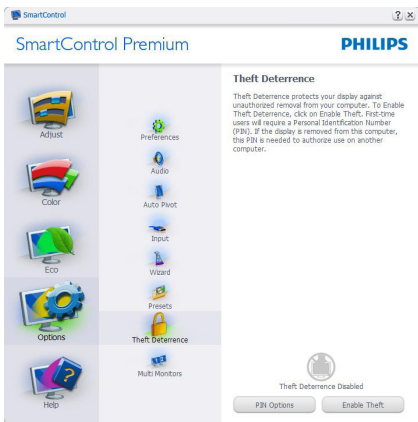 SmartControl
? ×
SmartControl Premium
PHILIPS
Adjust
Color
Eco
Options
Help
Preferences
Audio
Auto Pivot
Input
Wizard
Presets
Theft Deterrence
Multi Monitors
Theft Deterrence
Theft Deterrence protects your display against
unauthorized removal from your computer. To Enable
Theft Deterrence, click on Enable Theft. First-time
users will require a Personal Identification Number
(PIN). If the display is removed from this computer,
this PIN is needed to authorize use on another
computer.
Theft Deterrence Disabled
PIN Options
Enable Theft